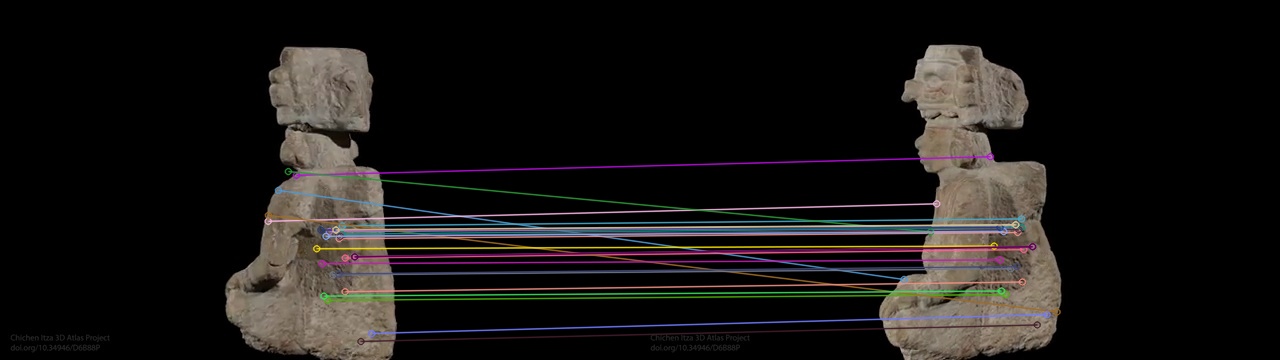 Chichen Itza 3D Atlas Project
doi.org/10.34946/D6B88P
Chichen Itza 3D Atlas Project
doi.org/10.34946/D6B88P